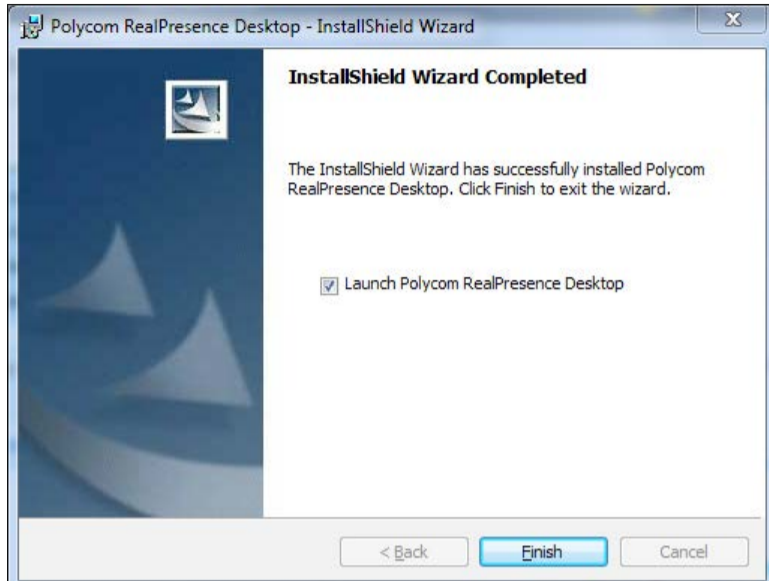 Polycom RealPresence Desktop - InstallShield Wizard
InstallShield Wizard Completed
The InstallShield Wizard has successfully installed Polycom
RealPresence Desktop. Click Finish to exit the wizard.
Launch Polycom RealPresence Desktop
< Back Finish Cancel